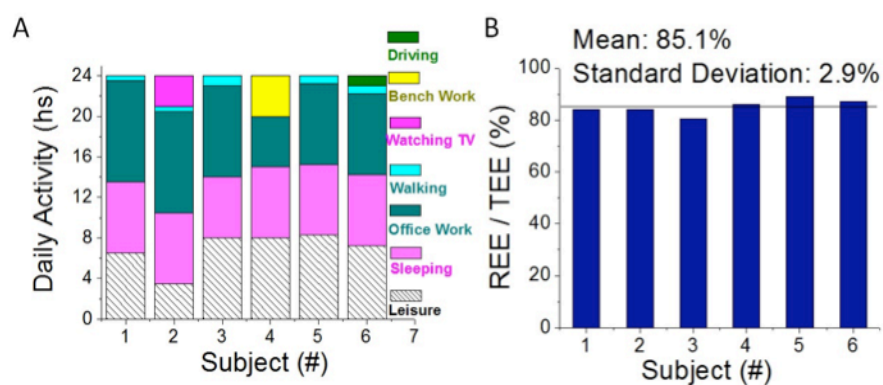 A
Daily Activity (hs)
24
20
16
12
8
4
0
1 2 3 4 5 6 7
Subject (#)
Driving
Bench Work
Watching TV
Walking
Office Work
Sleeping
Leisure
B
Mean: 85.1%
Standard Deviation: 2.9%
REE / TEE (%)
100
80
60
40
20
0
1 2 3 4 5 6
Subject (#)